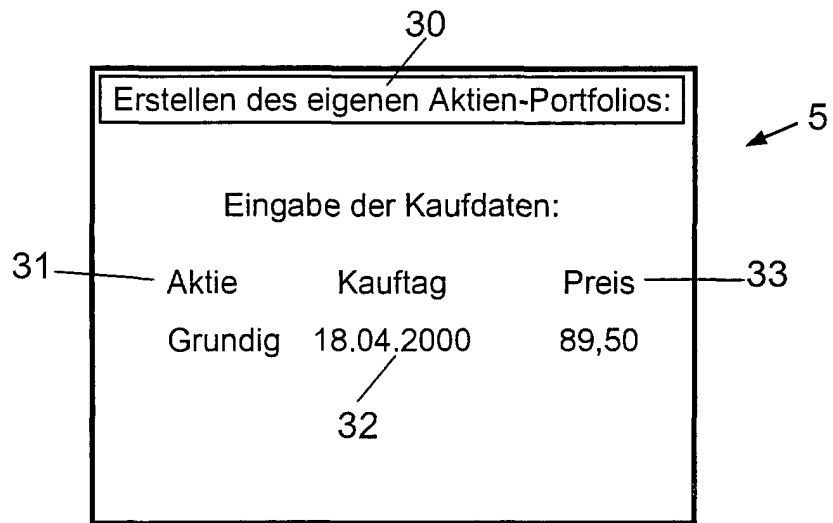 30
Erstellen des eigenen Aktien-Portfolios:
5
Eingabe der Kaufdaten:
31 Aktie Kauftag Preis 33
Grundig 18.04.2000 89,50
32